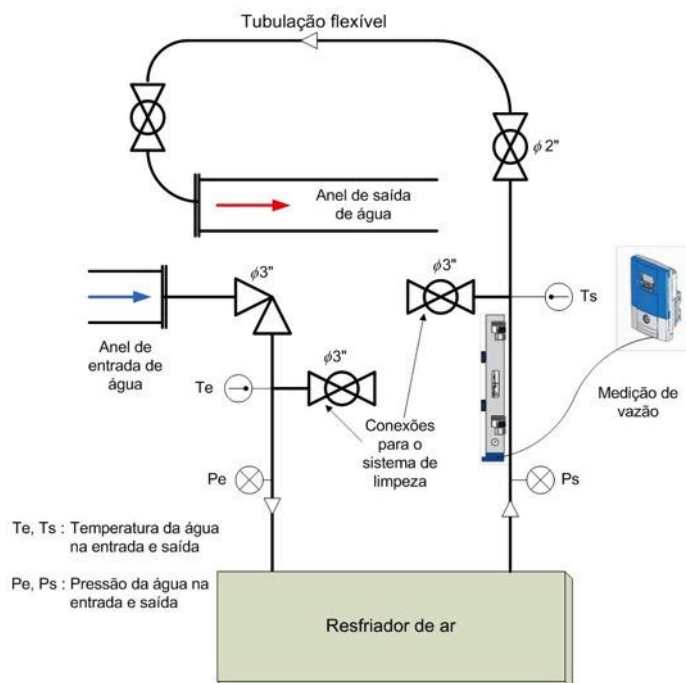 Tubulação flexível
ϕ 2"
Anel de saída
de água
ϕ3"
ϕ3"
Ts
Anel de
entrada de
água
ϕ3"
Te
Medição de
vazão
Conexões
para o
sistema de
limpeza
Pe
Ps
Te, Ts : Temperatura da água
na entrada e saída
Pe, Ps : Pressão da água na
entrada e saída
Resfriador de ar